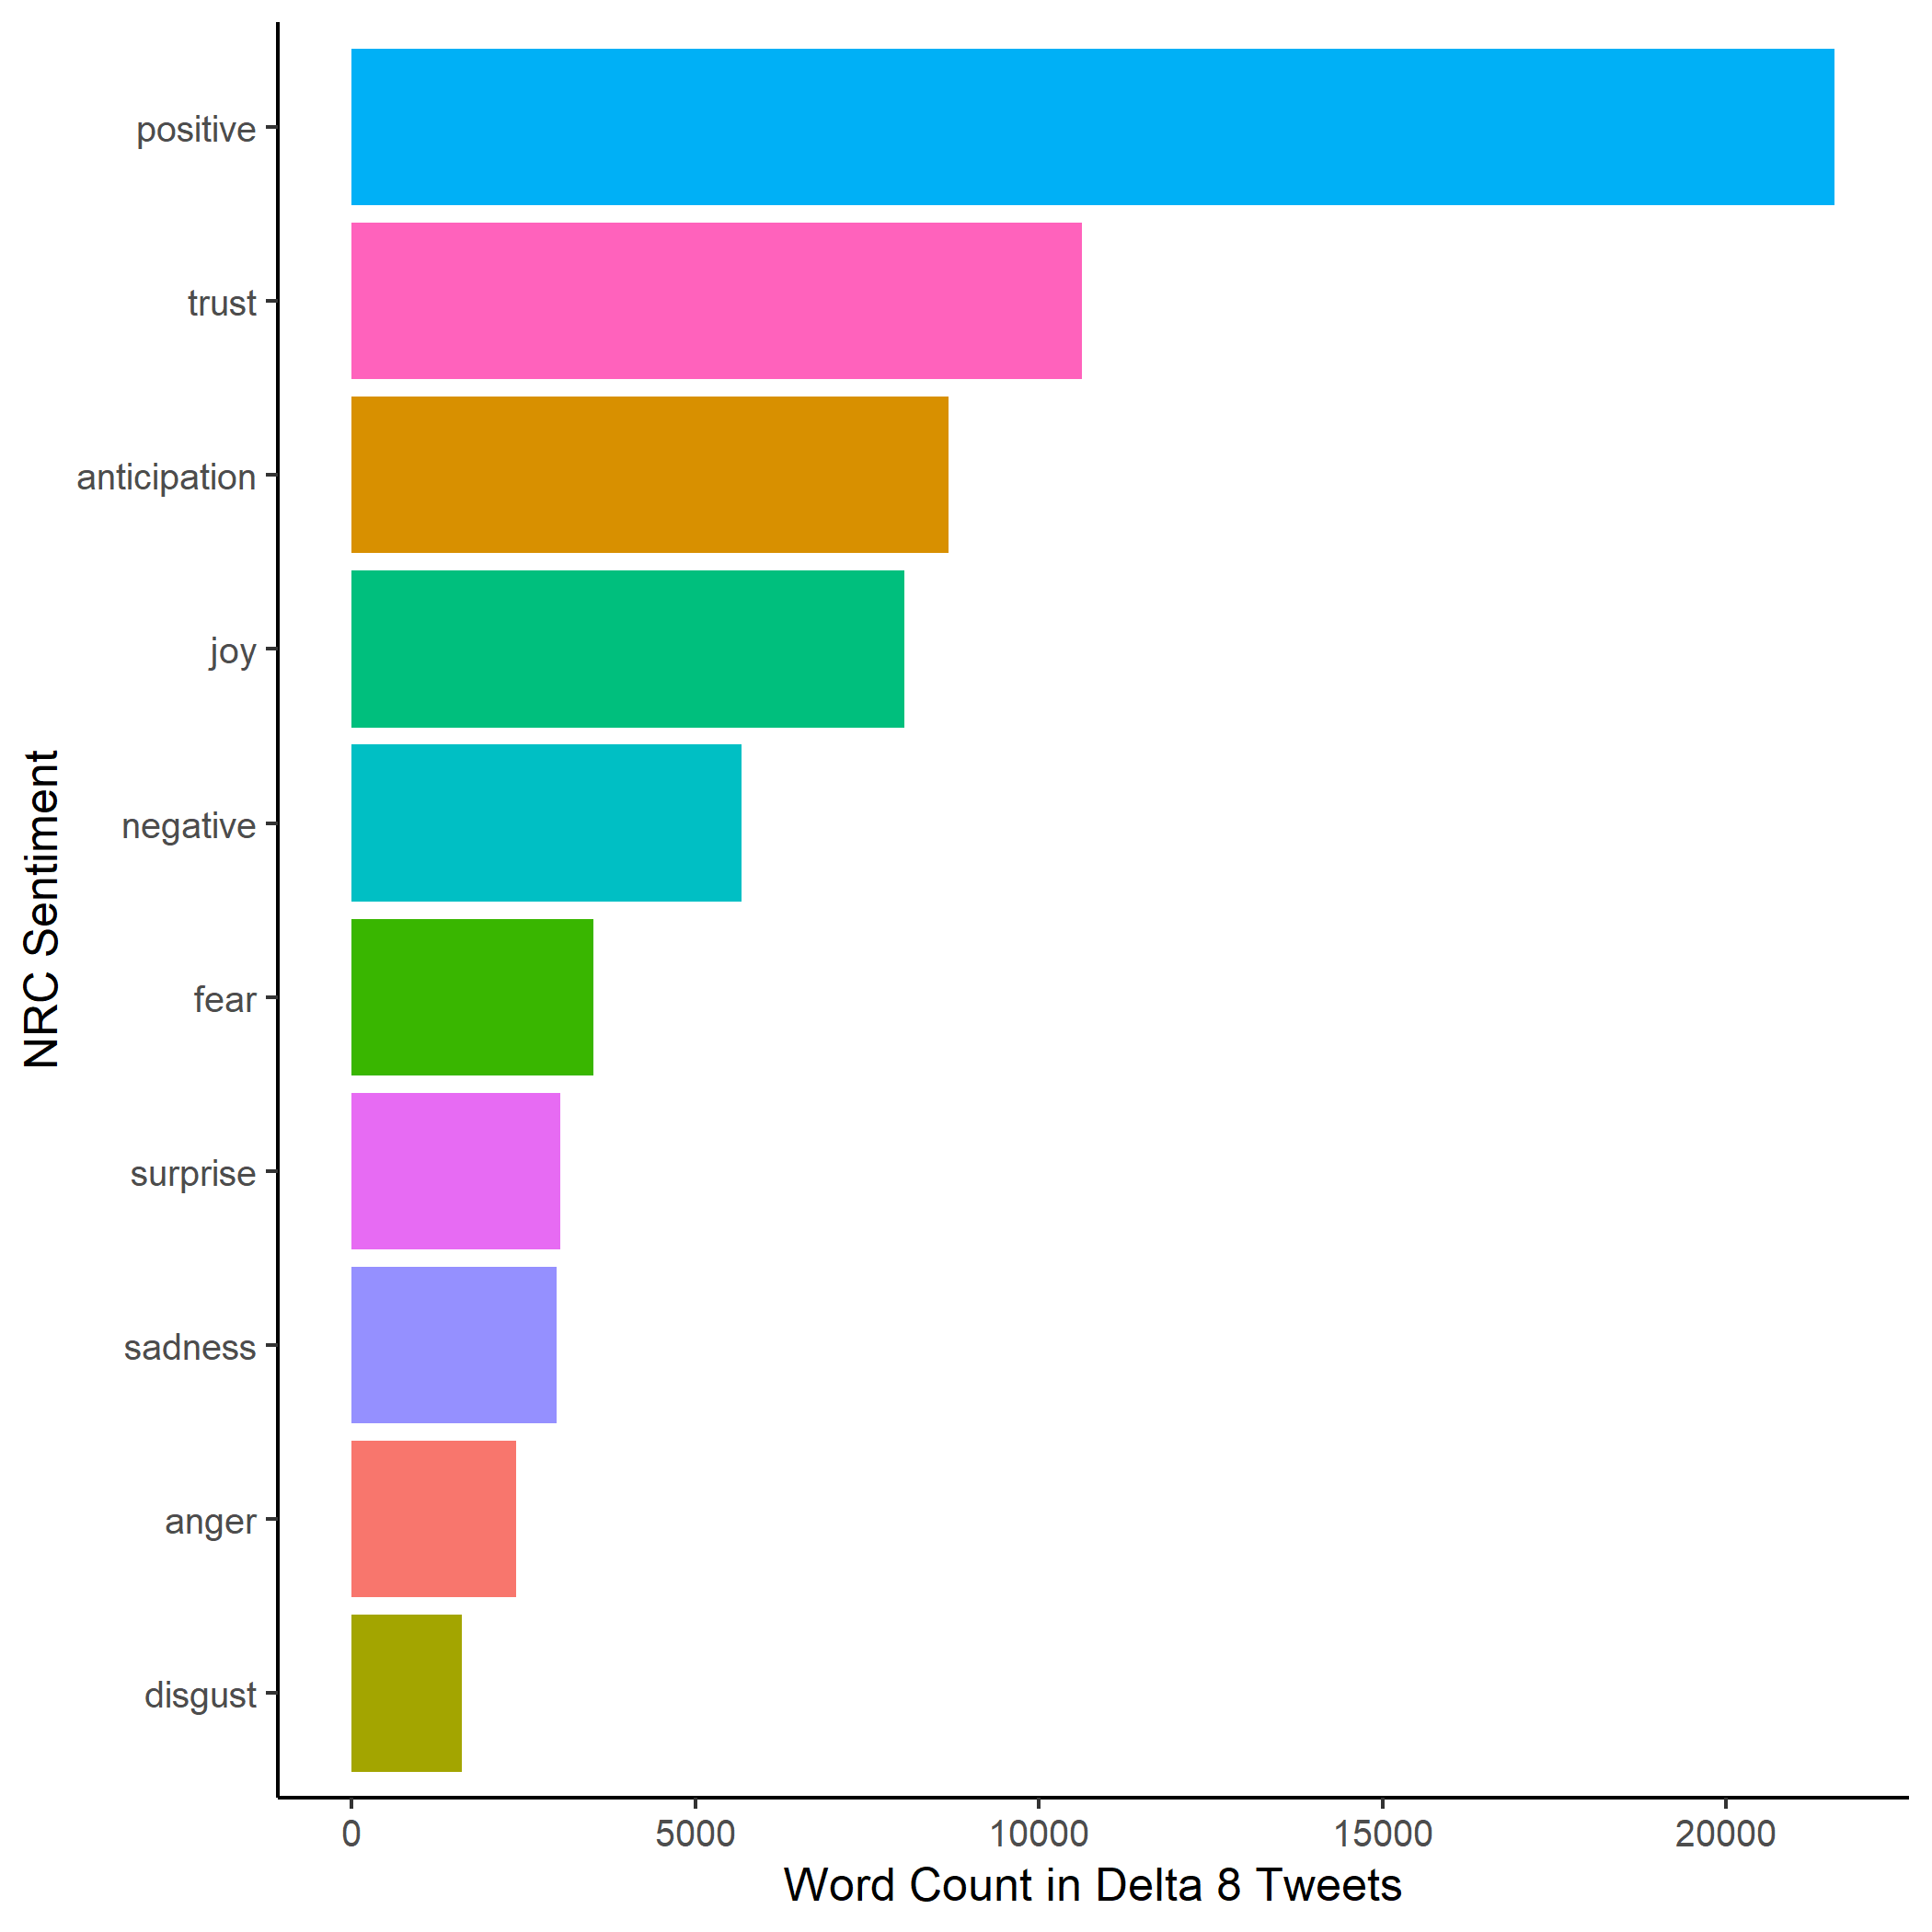 positive
trust
anticipation
joy
negative
fear
surprise
sadness
anger
disgust
NRC Sentiment
0 5000 10000 15000 20000
Word Count in Delta 8 Tweets